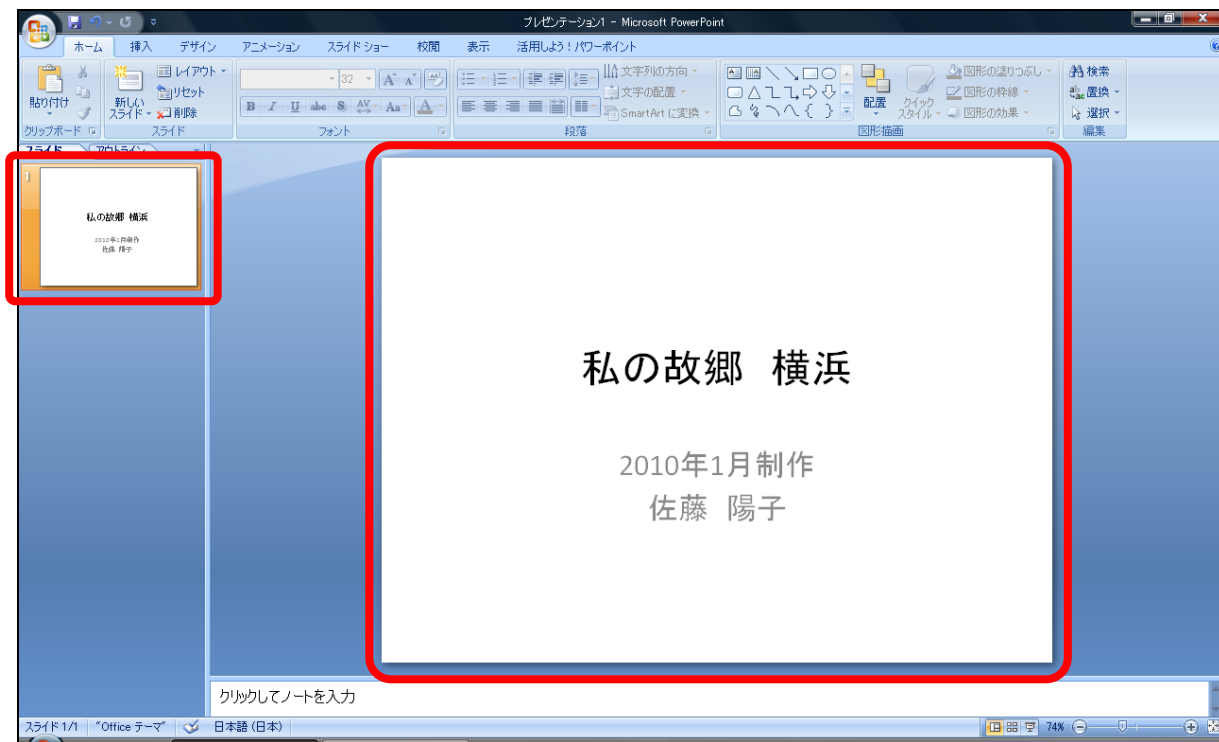 プレゼンテーション1 - Microsoft PowerPoint
ホーム 挿入 デザイン アニメーション スライド ショー 校閲 表示 活用しよう!パワーポイント
貼り付け
新しい
スライド
レイアウト
リセット
削除
32
B I U abc S AV Aa A
文字列の方向
文字の配置
SmartArt に変換
配置
クイック
スタイル
図形の塗りつぶし
図形の枠線
図形の効果
検索
置換
選択
クリップボード スライド フォント 段落 図形描画 編集
スライド アウトライン
1
私の故郷 横浜
2010年1月制作
佐藤 陽子
私の故郷 横浜
2010年1月制作
佐藤 陽子
クリックしてノートを入力
スライド 1/1 "Office テーマ" 日本語 (日本) 74%